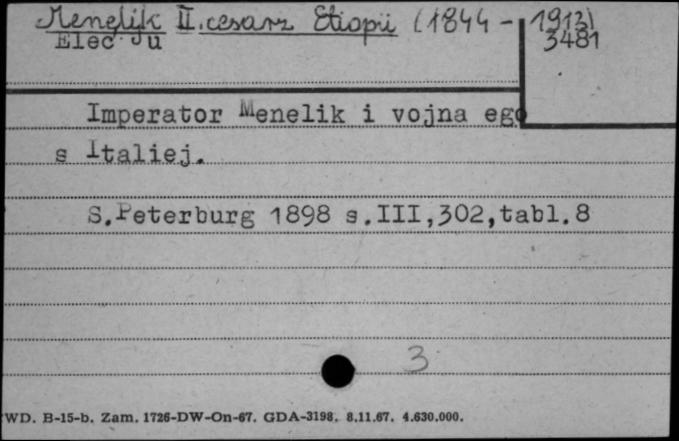 Menelik II. cesarz Etiopii (1844 - 1913)
Elec Ju 3481
Imperator Menelik i vojna ego
s Italiej.
S.Peterburg 1898 s.III,302,tabl.8
3
WD. B-15-b. Zam. 1726-DW-On-67. GDA-3198. 8.11.67. 4.630.000.